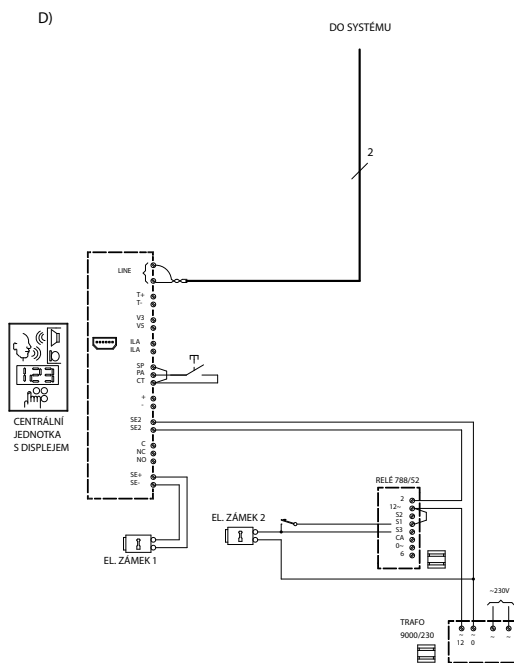 D)
DO SYSTÉMU
2
LINE
T+
T-
V3
V5
ILA
ILA
SP
PA
CT
+
-
SE2
SE2
C
NC
NO
SE+
SE-
123
CENTRÁLNÍ
JEDNOTKA
S DISPLEJEM
EL. ZÁMEK 1
EL. ZÁMEK 2
RELÉ 788/52
2
12~
S2
S1
S3
CA
0~
6
~230V
TRAFO
9000/230
~ ~ ~ ~
12 0